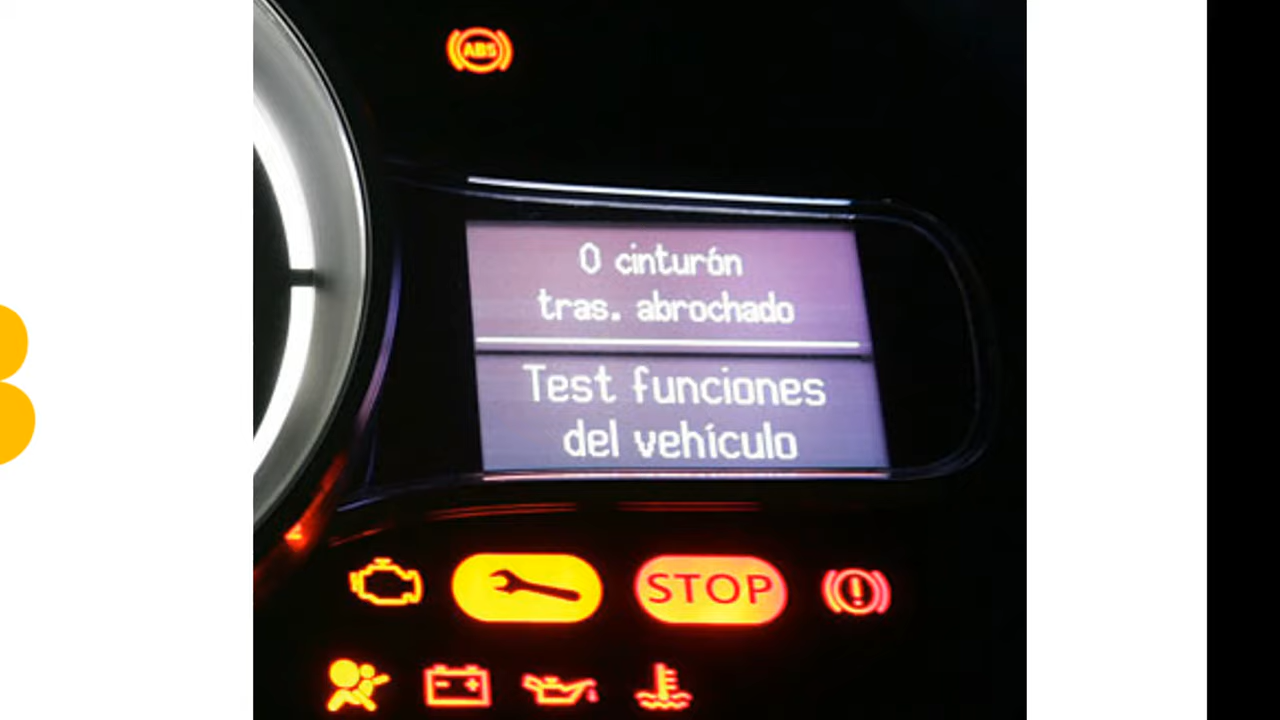 ABS
0 cinturón
tras. abrochado
Test funciones
del vehículo
STOP